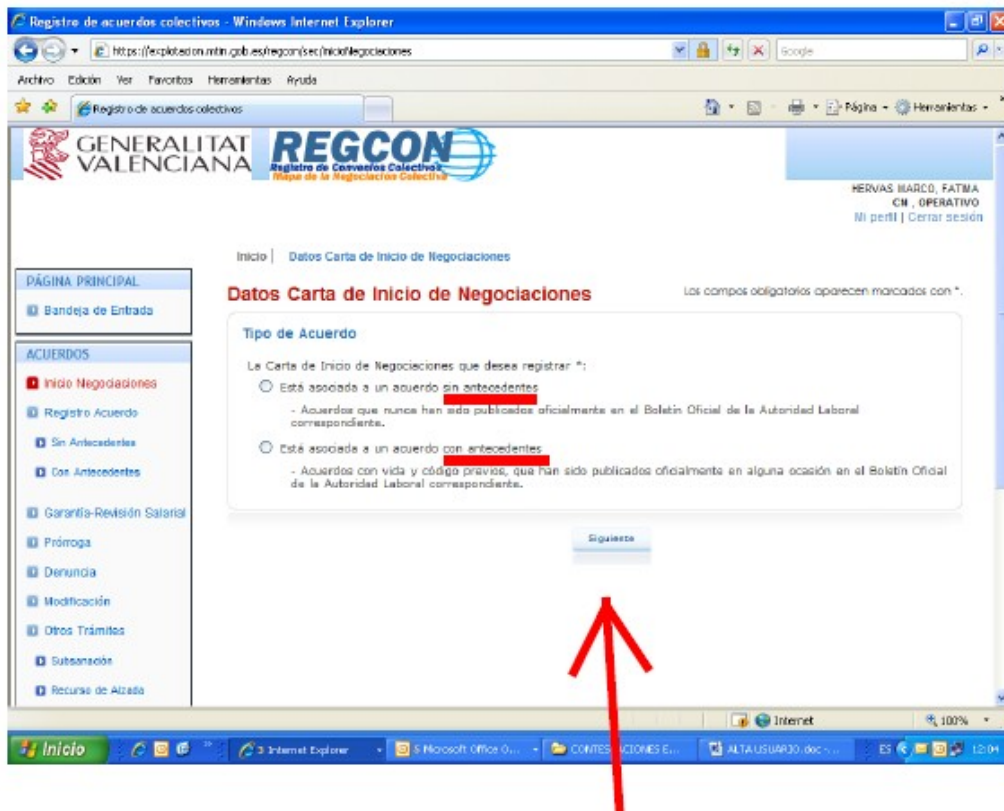 Registro de acuerdos colectivos - Windows Internet Explorer
https://explotacion.mtin.gob.es/regcon/sec/inicioNegociaciones
Google
Archivo Edición Ver Favoritos Herramientas Ayuda
Registro de acuerdos colectivos
Página Herramientas
GENERALITAT
VALENCIANA
REGCON
Registro de Convenios Colectivos
Mapa de la Negociación Colectiva
HERVAS MARCO, FATIMA
CN , OPERATIVO
Mi perfil | Cerrar sesión
Inicio | Datos Carta de Inicio de Negociaciones
PÁGINA PRINCIPAL
Bandeja de Entrada
ACUERDOS
Inicio Negociaciones
Registro Acuerdo
Sin Antecedentes
Con Antecedentes
Garantía-Revisión Salarial
Prórroga
Denuncia
Modificación
Otros Trámites
Subsanación
Recurso de Alzada
Datos Carta de Inicio de Negociaciones
Los campos obligatorios aparecen marcados con *.
Tipo de Acuerdo
La Carta de Inicio de Negociaciones que desea registrar *:
Está asociada a un acuerdo sin antecedentes
- Acuerdos que nunca han sido publicados oficialmente en el Boletín Oficial de la Autoridad Laboral
correspondiente.
Está asociada a un acuerdo con antecedentes
- Acuerdos con vida y código previos, que han sido publicados oficialmente en alguna ocasión en el Boletín Oficial
de la Autoridad Laboral correspondiente.
Siguiente
Internet 100%
Inicio
3 Internet Explorer
5 Microsoft Office O...
CONTESTACIONES E...
ALTA USUARIO.doc -...
ES 12:04